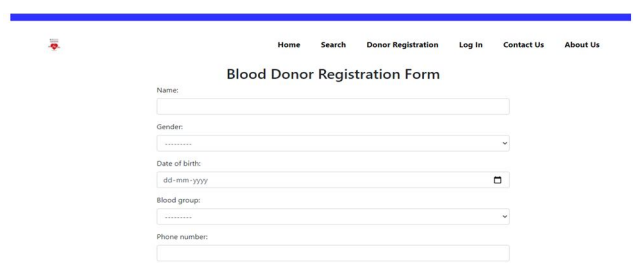 Home Search Donor Registration Log In Contact Us About Us
Blood Donor Registration Form
Name:
Gender:
---------
Date of birth:
dd-mm-yyyy
Blood group:
---------
Phone number: